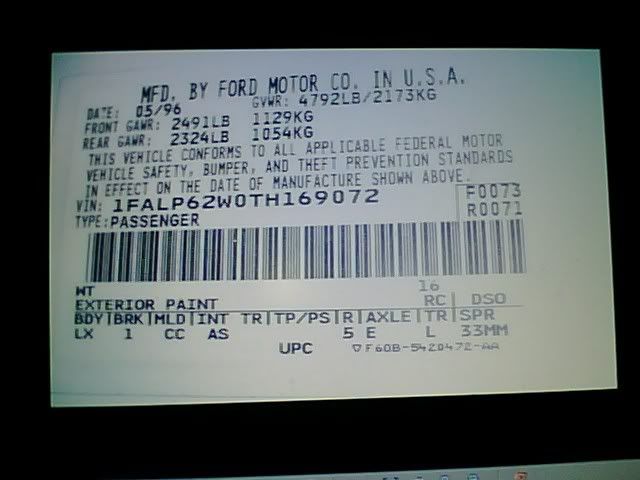 MFD. BY FORD MOTOR CO. IN U.S.A.
DATE: 05/96 GVWR: 4792LB/2173KG
FRONT GAWR: 2491LB 1129KG
REAR GAWR: 2324LB 1054KG
THIS VEHICLE CONFORMS TO ALL APPLICABLE FEDERAL MOTOR
VEHICLE SAFETY, BUMPER, AND THEFT PREVENTION STANDARDS
IN EFFECT ON THE DATE OF MANUFACTURE SHOWN ABOVE.
VIN: 1FALP62W0TH169072 F0073
TYPE: PASSENGER R0071
WT 16
EXTERIOR PAINT RC DSO
BDY BRK MLD INT TR TP/PS R AXLE TR SPR
LX 1 CC AS 5 E L 33MM
UPC ▽F60B-5420472-AA